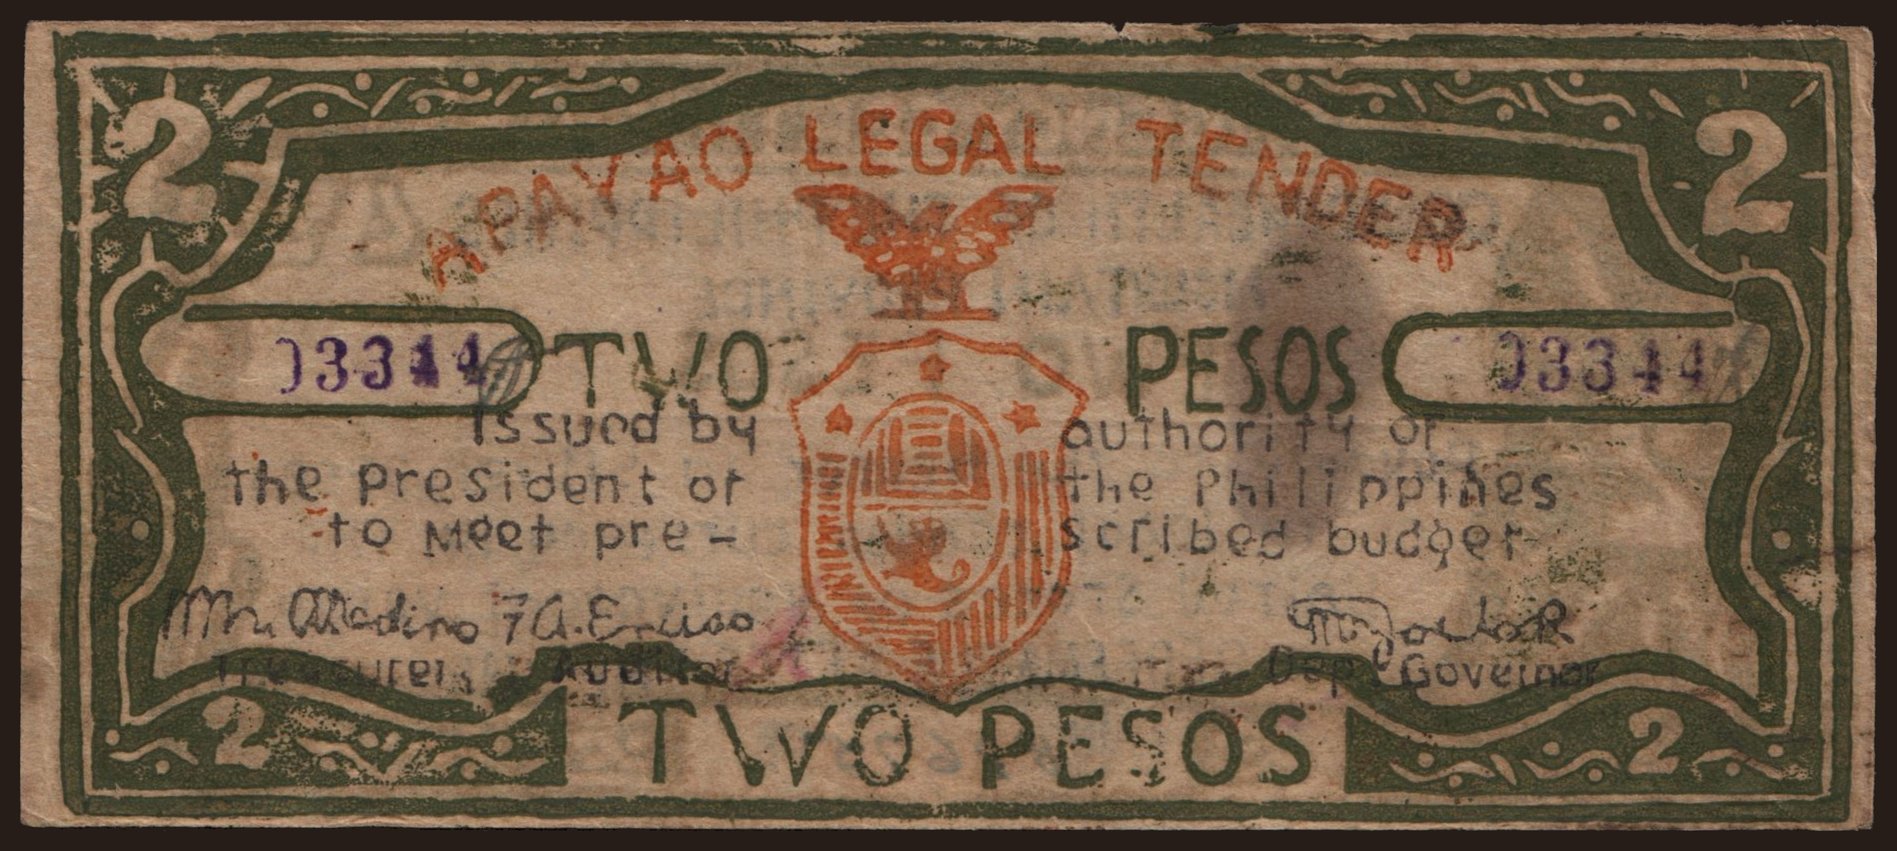 2 2
APAYAO LEGAL TENDER
03344 TWO PESOS 03344
Issued by authority of
the president of the Philippines
to Meet pre- scribed budget
Treasurer Auditor Dep. Governor
2 TWO PESOS 2